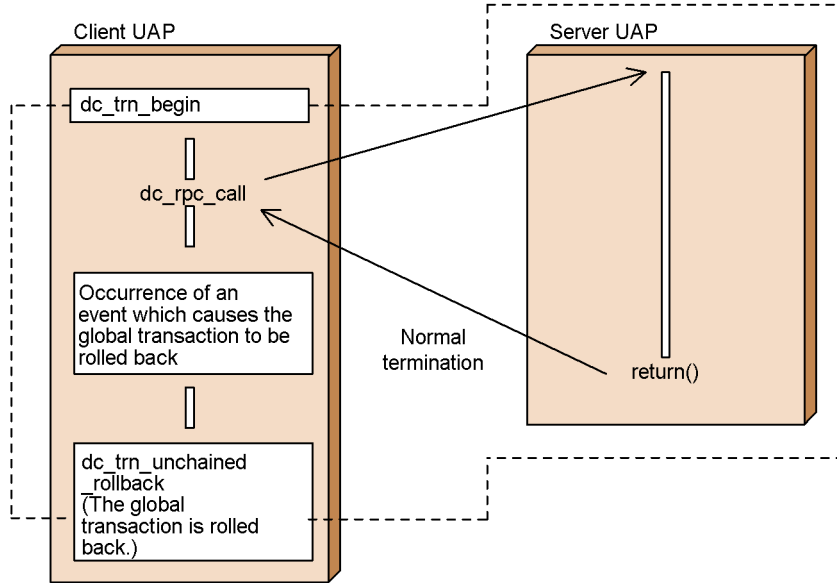 Client UAP
Server UAP
dc_trn_begin
dc_rpc_call
Occurrence of an
event which causes the
global transaction to be
rolled back
Normal
termination
return()
dc_trn_unchained
_rollback
(The global
transaction is rolled
back.)